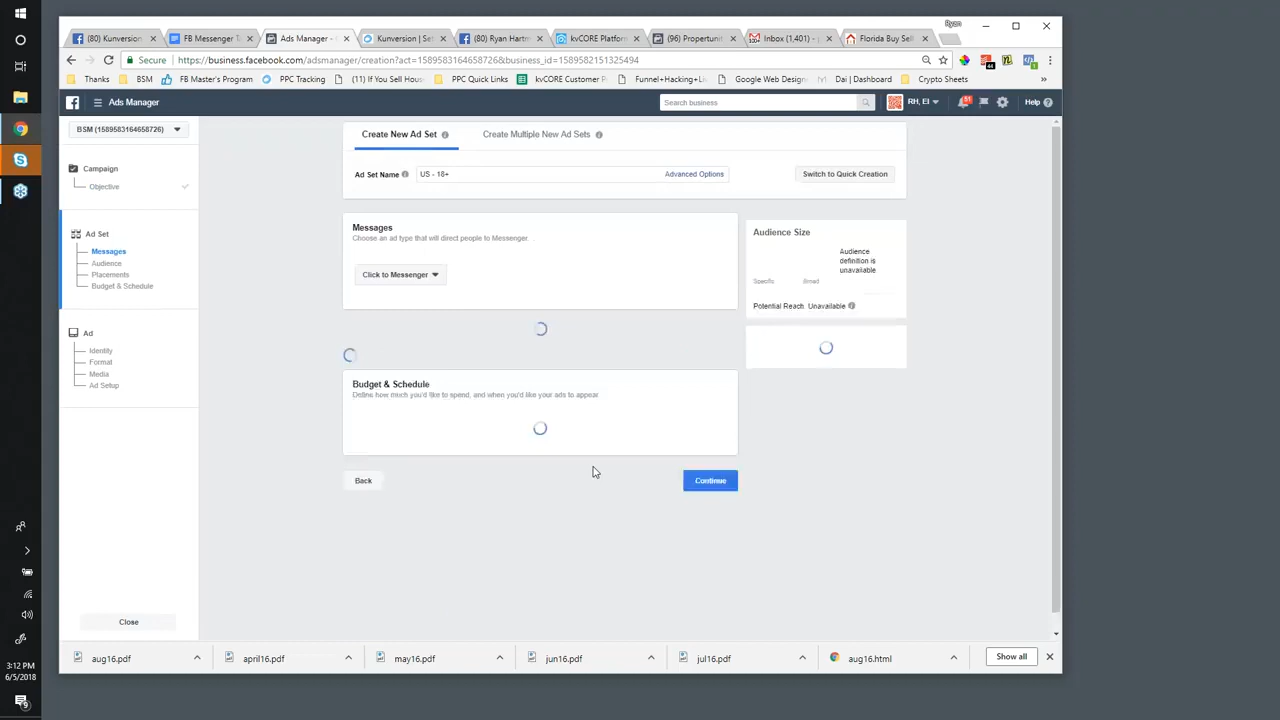 Ryan
(80) Kunversion
FB Messenger Ta
Ads Manager -
Kunversion | Set
(80) Ryan Hartm
kvCORE Platform
(96) Propertunit
Inbox (1,401) -
Florida Buy Sell
Secure https://business.facebook.com/adsmanager/creation?act=1589583164658726&business_id=1589582151325494
Thanks BSM FB Master's Program PPC Tracking (11) If You Sell Hous PPC Quick Links kvCORE Customer P Funnel+Hacking+Li Google Web Design Dai | Dashboard Crypto Sheets »
Ads Manager Search business RH, EI 81 Help
BSM (1589583164658726)
Create New Ad Set Create Multiple New Ad Sets
Campaign
Objective
Ad Set Name US - 18+ Advanced Options Switch to Quick Creation
Ad Set
Messages
Audience
Placements
Budget & Schedule
Messages
Choose an ad type that will direct people to Messenger.
Click to Messenger
Audience Size
Audience definition is unavailable
Specific Broad
Potential Reach Unavailable
Ad
Identity
Format
Media
Ad Setup
Budget & Schedule
Define how much you'd like to spend, and when you'd like your ads to appear
Back Continue
Close
aug16.pdf april16.pdf may16.pdf jun16.pdf jul16.pdf aug16.html Show all
3:12 PM
6/5/2018